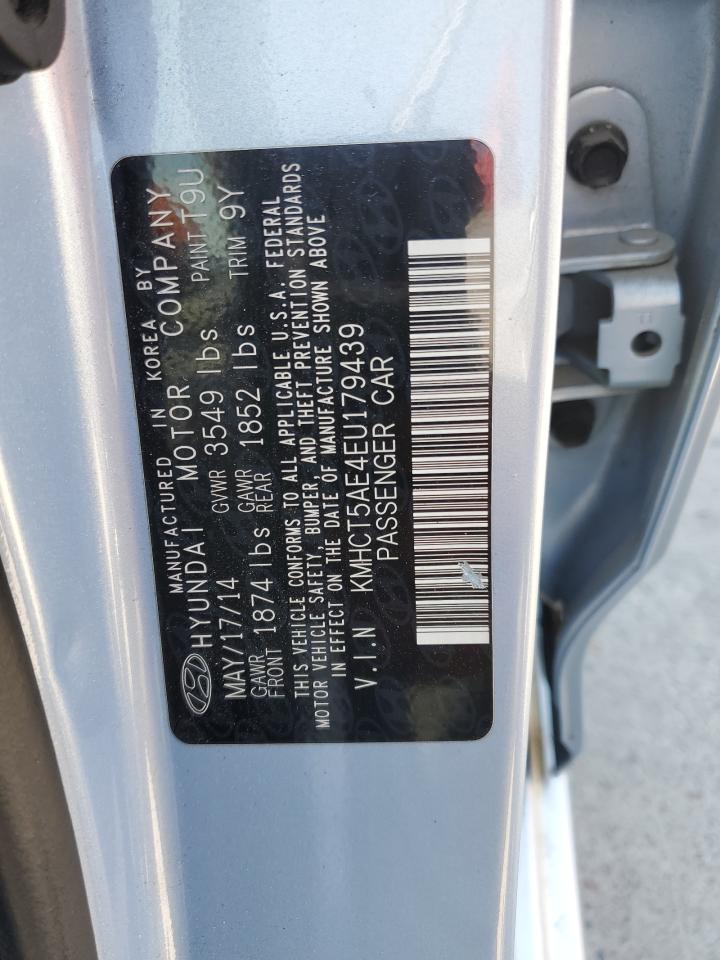 MANUFACTURED IN KOREA BY
HYUNDAI MOTOR COMPANY
MAY/17/14 GVWR 3549 lbs PAINT T9U
GAWR FRONT 1874 lbs GAWR REAR 1852 lbs TRIM 9Y
THIS VEHICLE CONFORMS TO ALL APPLICABLE U.S.A. FEDERAL
MOTOR VEHICLE SAFETY, BUMPER, AND THEFT PREVENTION STANDARDS
IN EFFECT ON THE DATE OF MANUFACTURE SHOWN ABOVE
V.I.N KMHCT5AE4EU179439
PASSENGER CAR